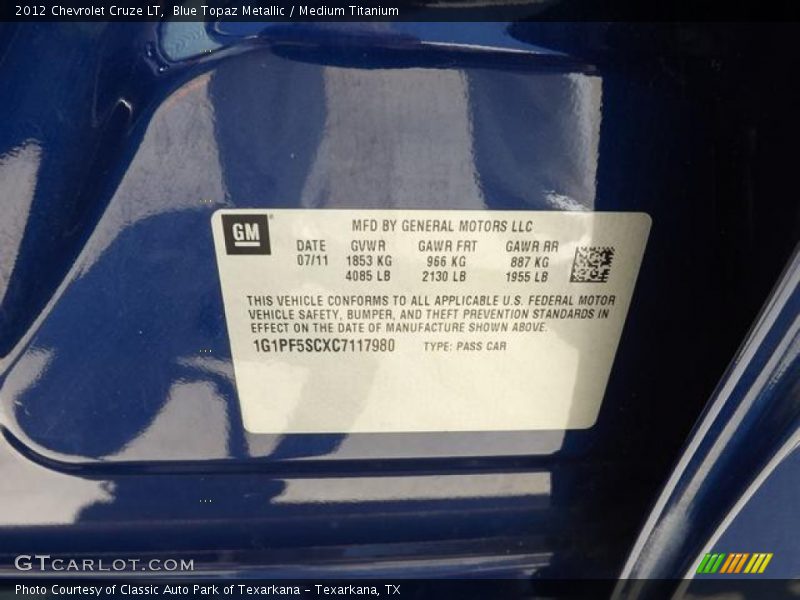 2012 Chevrolet Cruze LT, Blue Topaz Metallic / Medium Titanium
GM
MFD BY GENERAL MOTORS LLC
DATE GVWR GAWR FRT GAWR RR
07/11 1853 KG 966 KG 887 KG
4085 LB 2130 LB 1955 LB
THIS VEHICLE CONFORMS TO ALL APPLICABLE U.S. FEDERAL MOTOR
VEHICLE SAFETY, BUMPER, AND THEFT PREVENTION STANDARDS IN
EFFECT ON THE DATE OF MANUFACTURE SHOWN ABOVE.
1G1PF5SCXC7117980 TYPE: PASS CAR
GTCARLOT.COM
Photo Courtesy of Classic Auto Park of Texarkana - Texarkana, TX